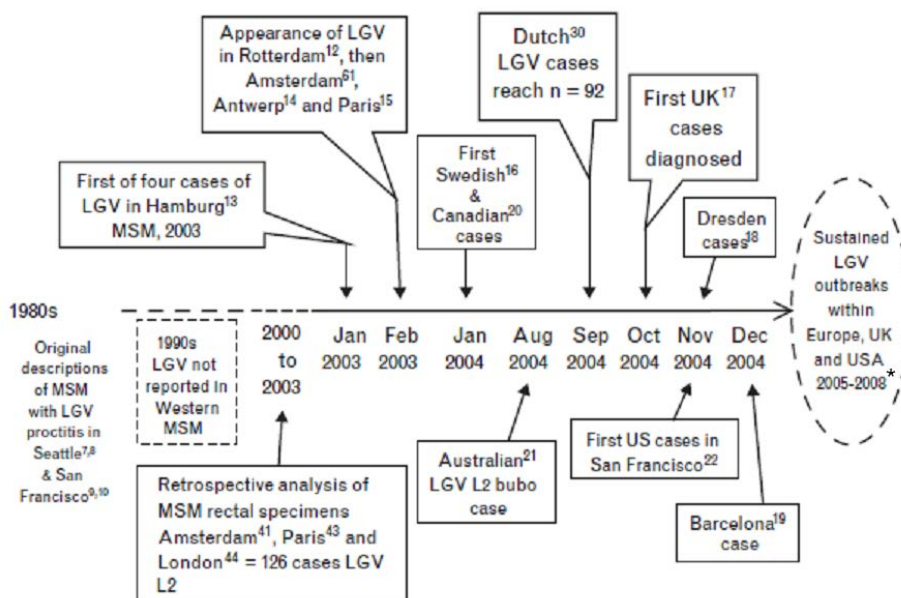 Appearance of LGV
in Rotterdam12, then
Amsterdam61,
Antwerp14 and Paris15
Dutch30
LGV cases
reach n = 92
First UK17
cases
diagnosed
First of four cases of
LGV in Hamburg13
MSM, 2003
First
Swedish16
&
Canadian20
cases
Dresden
cases18
Sustained
LGV
outbreaks
within
Europe, UK
and USA
2005-2008*
1980s
Original
descriptions
of MSM
with LGV
proctitis in
Seattle7,8
& San
Francisco9,10
1990s
LGV not
reported in
Western
MSM
2000
to
2003
Jan
2003
Feb
2003
Jan
2004
Aug
2004
Sep
2004
Oct
2004
Nov
2004
Dec
2004
Retrospective analysis of
MSM rectal specimens
Amsterdam41, Paris43 and
London44 = 126 cases LGV
L2
Australian21
LGV L2 bubo
case
First US cases in
San Francisco22
Barcelona19
case